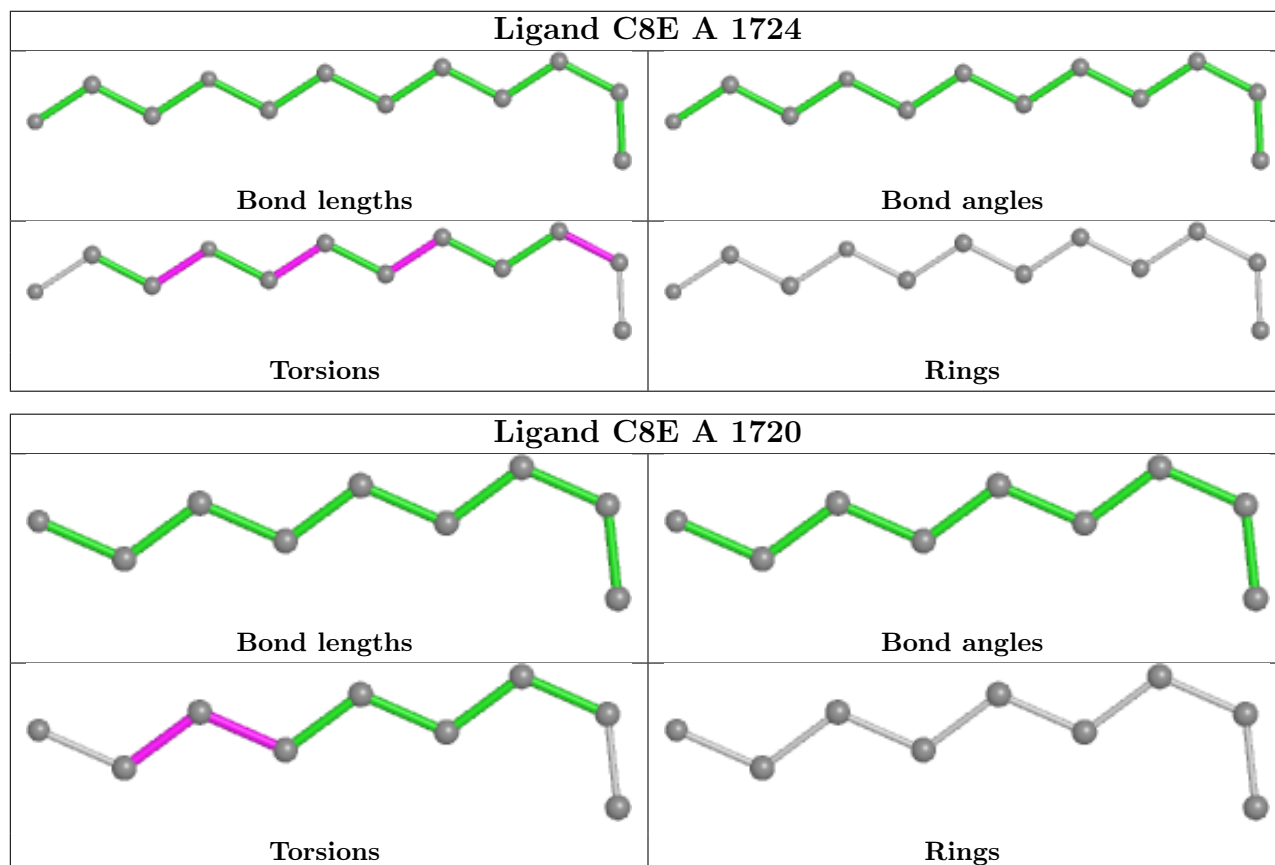 Ligand C8E A 1724
Bond lengths
Bond angles
Torsions
Rings
Ligand C8E A 1720
Bond lengths
Bond angles
Torsions
Rings